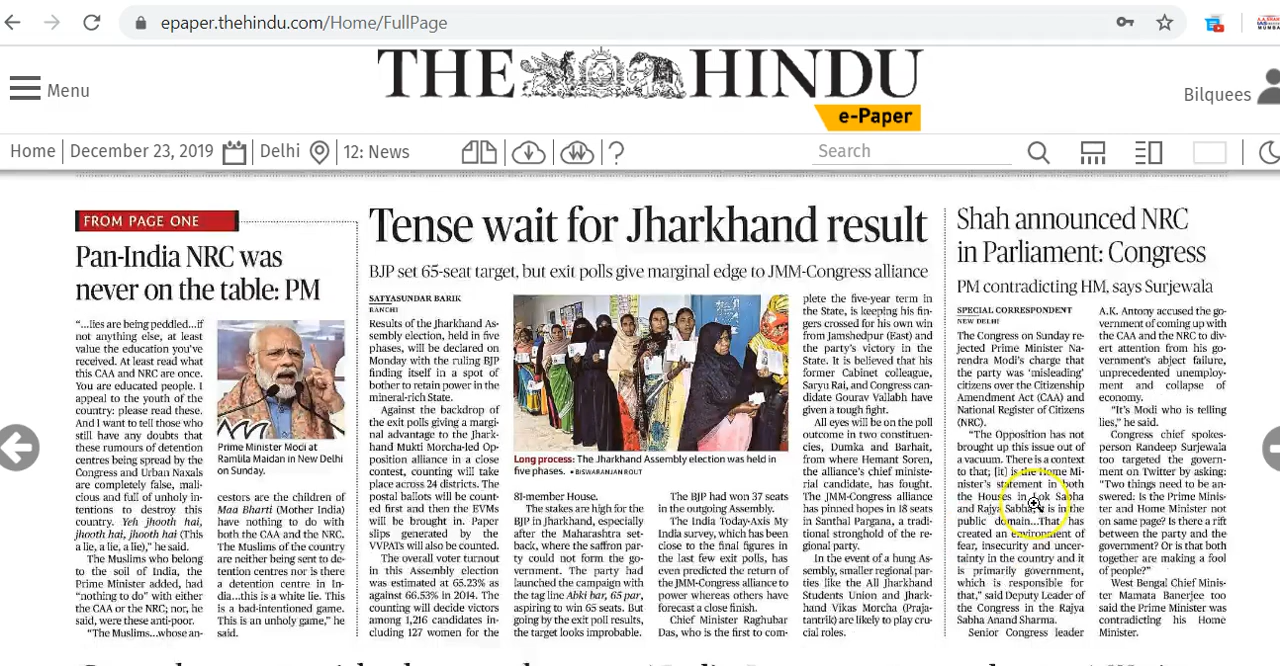 epaper.thehindu.com/Home/FullPage
THE HINDU
e-Paper
Menu
Bilquees
Home
December 23, 2019
Delhi
12: News
Search
FROM PAGE ONE
Pan-India NRC was
never on the table: PM
“...lies are being peddled...if
not anything else, at least
value the education you've
received. At least read what
this CAA and NRC are once.
You are educated people. I
appeal to the youth of the
country: please read these.
And I want to tell those who
still have any doubts that
these rumours of detention
centres being spread by the
Congress and Urban Naxals
are completely false, mali-
cious and full of unholy in-
tentions to destroy this
country. Yeh jhooth hai,
jhooth hai, jhooth hai (This
a lie, a lie, a lie),” he said.
The Muslims who belong
to the soil of India, the
Prime Minister added, had
“nothing to do” with either
the CAA or the NRC; nor, he
said, were these anti-poor.
“The Muslims...whose an-
Prime Minister Modi at
Ramlila Maidan in New Delhi
on Sunday.
cestors are the children of
Maa Bharti (Mother India)
have nothing to do with
both the CAA and the NRC.
The Muslims of the country
are neither being sent to de-
tention centres nor is there
a detention centre in In-
dia...this is a white lie. This
is a bad-intentioned game.
This is an unholy game,” he
said.
Tense wait for Jharkhand result
BJP set 65-seat target, but exit polls give marginal edge to JMM-Congress alliance
SATYASUNDAR BARIK
RANCHI
Results of the Jharkhand As-
sembly election, held in five
phases, will be declared on
Monday with the ruling BJP
finding itself in a spot of
bother to retain power in the
mineral-rich State.
Against the backdrop of
the exit polls giving a margi-
nal advantage to the Jhark-
hand Mukti Morcha-led Op-
position alliance in a close
contest, counting will take
place across 24 districts. The
postal ballots will be count-
ed first and then the EVMs
will be brought in. Paper
slips generated by the
VVPATs will also be counted.
The overall voter turnout
in this Assembly election
was estimated at 65.23% as
against 66.53% in 2014. The
counting will decide victors
among 1,216 candidates in-
cluding 127 women for the
Long process: The Jharkhand Assembly election was held in
five phases. • BISWARANJAN ROUT
81-member House.
The stakes are high for the
BJP in Jharkhand, especially
after the Maharashtra set-
back, where the saffron par-
ty could not form the go-
vernment. The party had
launched the campaign with
the tag line Abki bar, 65 par,
aspiring to win 65 seats. But
going by the exit poll results,
the target looks improbable.
The BJP had won 37 seats
in the outgoing Assembly.
The India Today-Axis My
India survey, which has been
close to the final figures in
the last few exit polls, has
even predicted the return of
the JMM-Congress alliance to
power whereas others have
forecast a close finish.
Chief Minister Raghubar
Das, who is the first to com-
plete the five-year term in
the State, is keeping his fin-
gers crossed for his own win
from Jamshedpur (East) and
the party's victory in the
State. It is believed that his
former Cabinet colleague,
Saryu Rai, and Congress can-
didate Gourav Vallabh have
given a tough fight.
All eyes will be on the poll
outcome in two constituen-
cies, Dumka and Barhait,
from where Hemant Soren,
the alliance's chief ministe-
rial candidate, has fought.
The JMM-Congress alliance
has pinned hopes in 18 seats
in Santhal Pargana, a tradi-
tional stronghold of the re-
gional party.
In the event of a hung As-
sembly, smaller regional par-
ties like the All Jharkhand
Students Union and Jhark-
hand Vikas Morcha (Praja-
tantrik) are likely to play cru-
cial roles.
Shah announced NRC
in Parliament: Congress
PM contradicting HM, says Surjewala
SPECIAL CORRESPONDENT
NEW DELHI
The Congress on Sunday re-
jected Prime Minister Na-
rendra Modi's charge that
the party was ‘misleading’
citizens over the Citizenship
Amendment Act (CAA) and
National Register of Citizens
(NRC).
“The Opposition has not
brought up this issue out of
a vacuum. There is a context
to that; [it] is the Home Mi-
nister's statement in both
the Houses in Lok Sabha
and Rajya Sabha. It is in the
public domain...That has
created an environment of
fear, insecurity and uncer-
tainty in the country and it
is primarily government,
which is responsible for
that,” said Deputy Leader of
the Congress in the Rajya
Sabha Anand Sharma.
Senior Congress leader
A.K. Antony accused the go-
vernment of coming up with
the CAA and the NRC to div-
ert attention from his go-
vernment's abject failure,
unprecedented unemploy-
ment and collapse of
economy.
“It's Modi who is telling
lies,” he said.
Congress chief spokes-
person Randeep Surjewala
too targeted the govern-
ment on Twitter by asking:
“Two things need to be an-
swered: Is the Prime Minis-
ter and Home Minister not
on same page? Is there a rift
between the party and the
government? Or is that both
together are making a fool
of people?”
West Bengal Chief Minis-
ter Mamata Banerjee too
said the Prime Minister was
contradicting his Home
Minister.